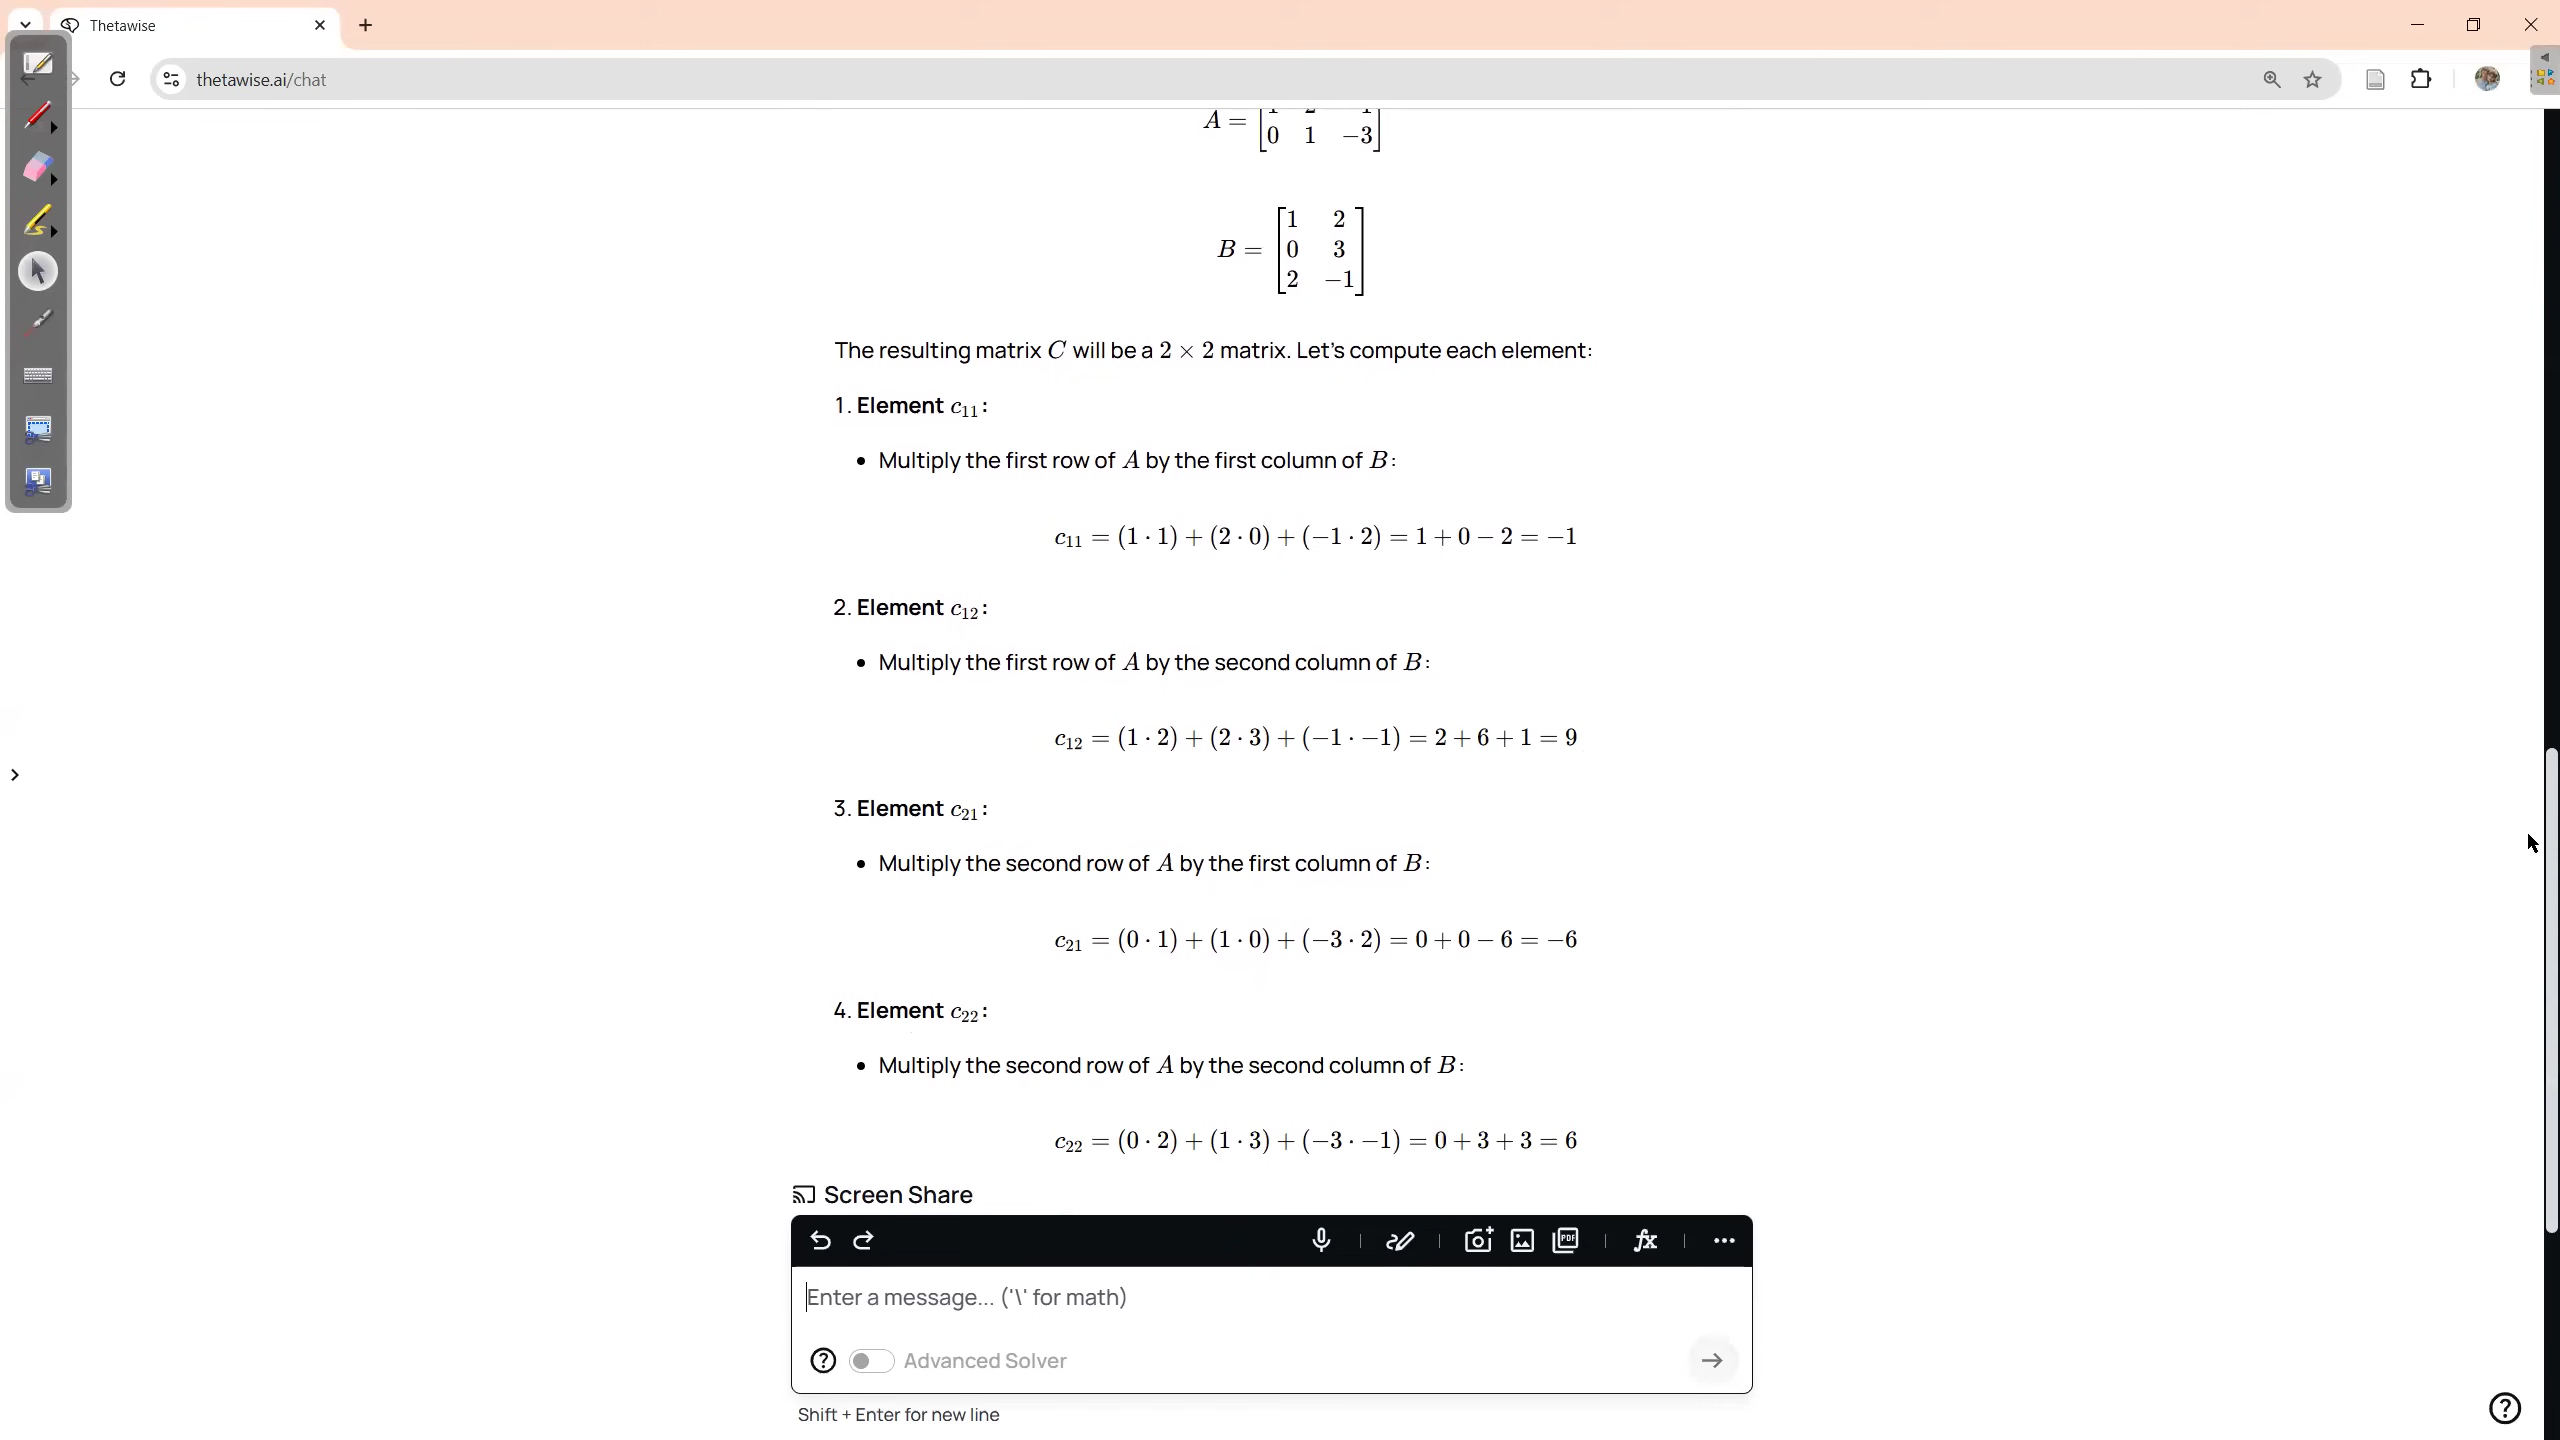 Thetawise
thetawise.ai/chat
A = [1 2 -1
0 1 −3]
B = [1 2
0 3
2 −1]
The resulting matrix C will be a 2 × 2 matrix. Let's compute each element:
1. Element c₁₁:
• Multiply the first row of A by the first column of B:
c₁₁ = (1 · 1) + (2 · 0) + (−1 · 2) = 1 + 0 − 2 = −1
2. Element c₁₂:
• Multiply the first row of A by the second column of B:
c₁₂ = (1 · 2) + (2 · 3) + (−1 · −1) = 2 + 6 + 1 = 9
3. Element c₂₁:
• Multiply the second row of A by the first column of B:
c₂₁ = (0 · 1) + (1 · 0) + (−3 · 2) = 0 + 0 − 6 = −6
4. Element c₂₂:
• Multiply the second row of A by the second column of B:
c₂₂ = (0 · 2) + (1 · 3) + (−3 · −1) = 0 + 3 + 3 = 6
Screen Share
PDF
fx
Enter a message... ('\' for math)
Advanced Solver
Shift + Enter for new line